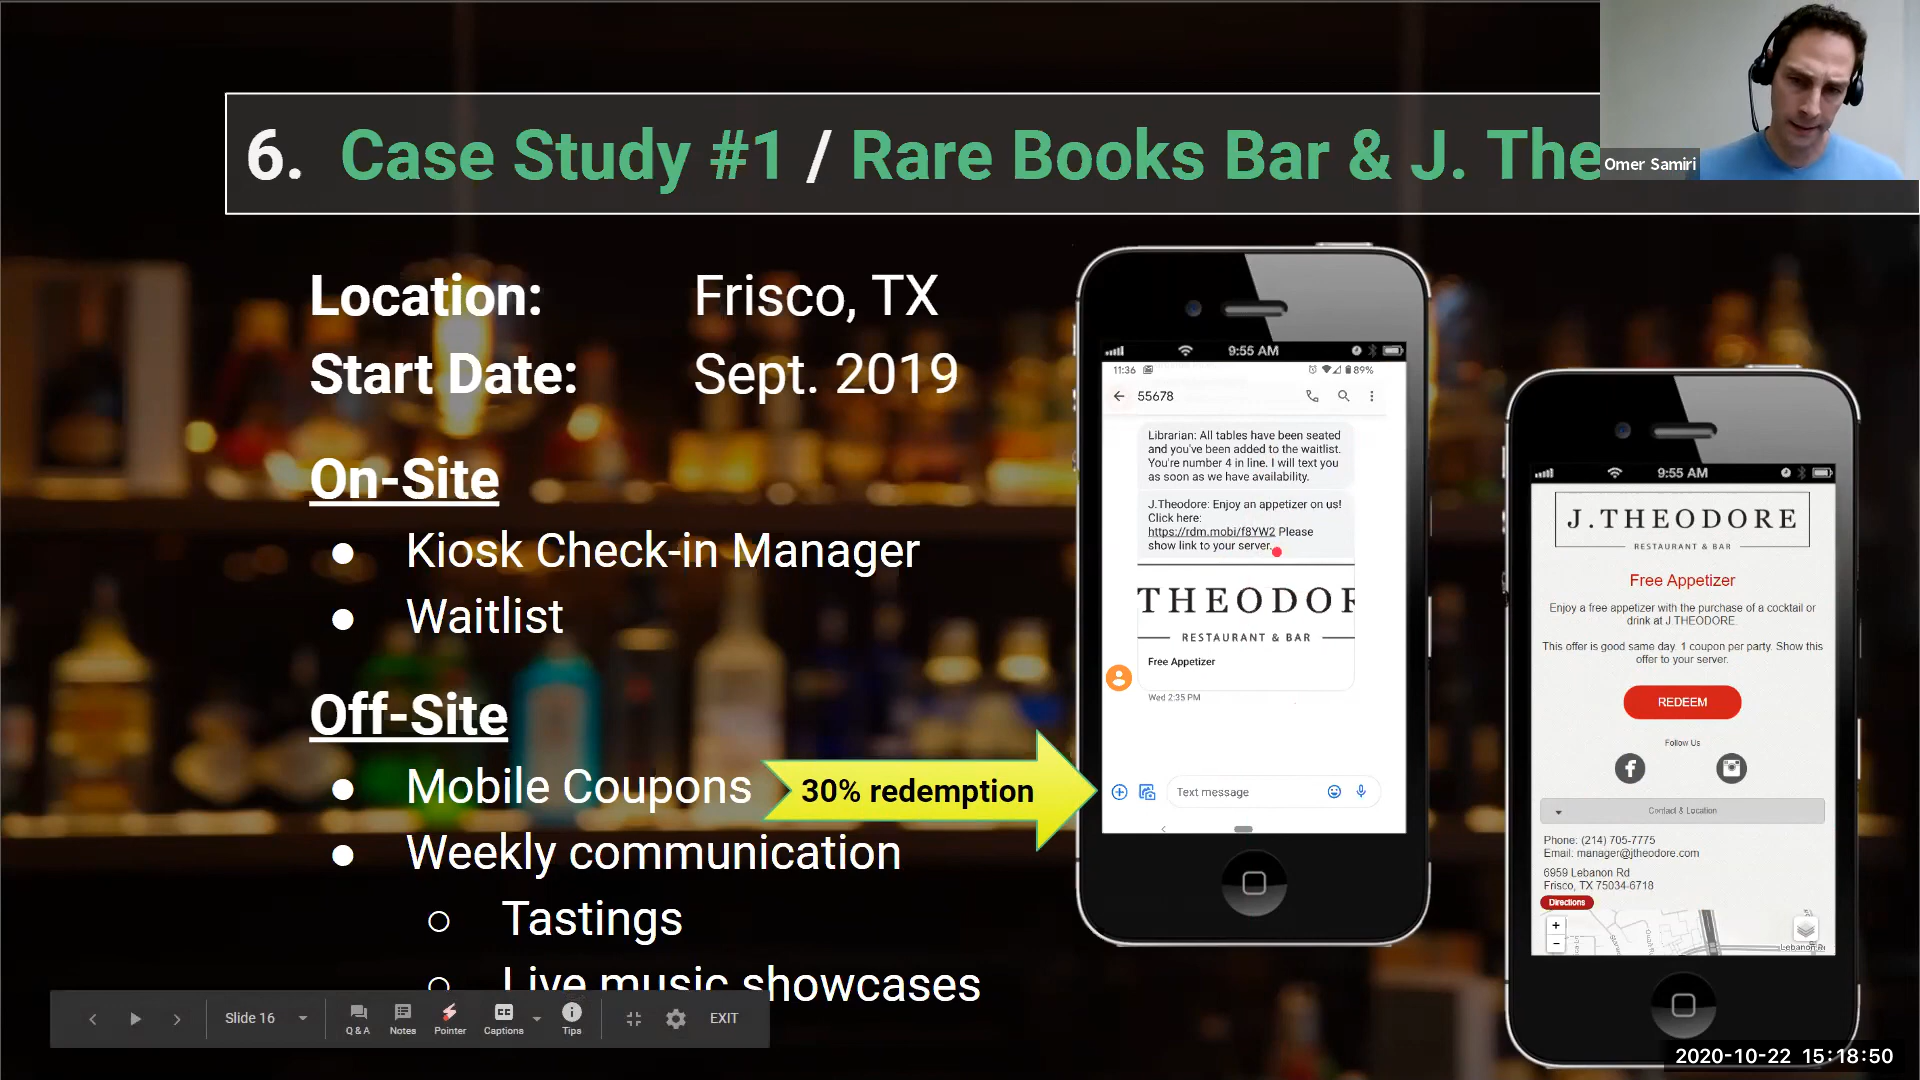 6. Case Study #1 / Rare Books Bar & J. The
Omer Samiri
Location: Frisco, TX
Start Date: Sept. 2019
On-Site
● Kiosk Check-in Manager
● Waitlist
Off-Site
● Mobile Coupons
30% redemption
● Weekly communication
○ Tastings
○ Live music showcases
9:55 AM
11:36
89%
55678
Librarian: All tables have been seated
and you've been added to the waitlist.
You're number 4 in line. I will text you
as soon as we have availability.
J.Theodore: Enjoy an appetizer on us!
Click here:
https://rdm.mobi/f8YW2 Please
show link to your server.
THEODOR
RESTAURANT & BAR
Free Appetizer
Wed 2:35 PM
Text message
9:55 AM
J.THEODORE
RESTAURANT & BAR
Free Appetizer
Enjoy a free appetizer with the purchase of a cocktail or
drink at J.THEODORE.
This offer is good same day. 1 coupon per party. Show this
offer to your server.
REDEEM
Follow Us
Contact & Location
Phone: (214) 705-7775
Email: manager@jtheodore.com
6959 Lebanon Rd
Frisco, TX 75034-6718
Directions
+
−
Lebanon R
Slide 16
Q & A
Notes
Pointer
CC
Captions
Tips
EXIT
2020-10-22 15:18:50